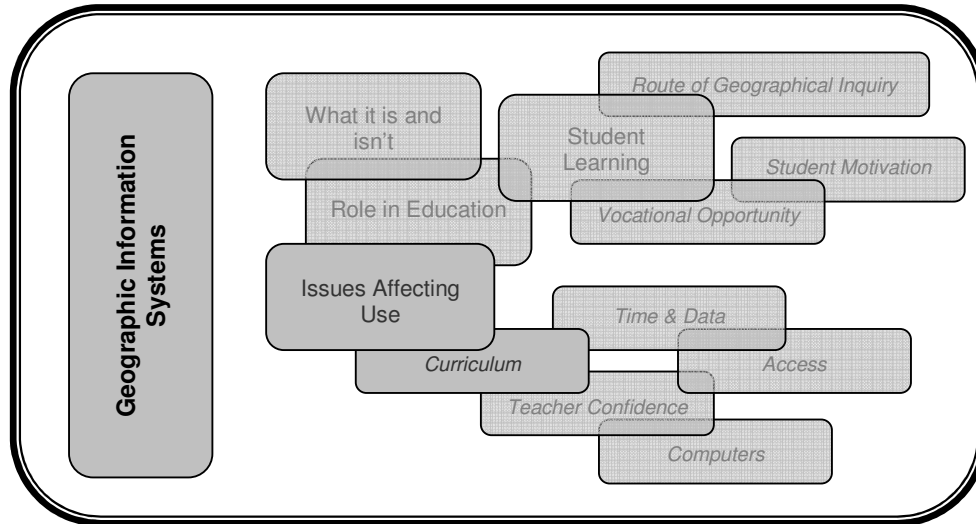 Geographic Information
Systems
What it is and
isn't
Role in Education
Issues Affecting
Use
Curriculum
Student
Learning
Route of Geographical Inquiry
Student Motivation
Vocational Opportunity
Time & Data
Access
Teacher Confidence
Computers